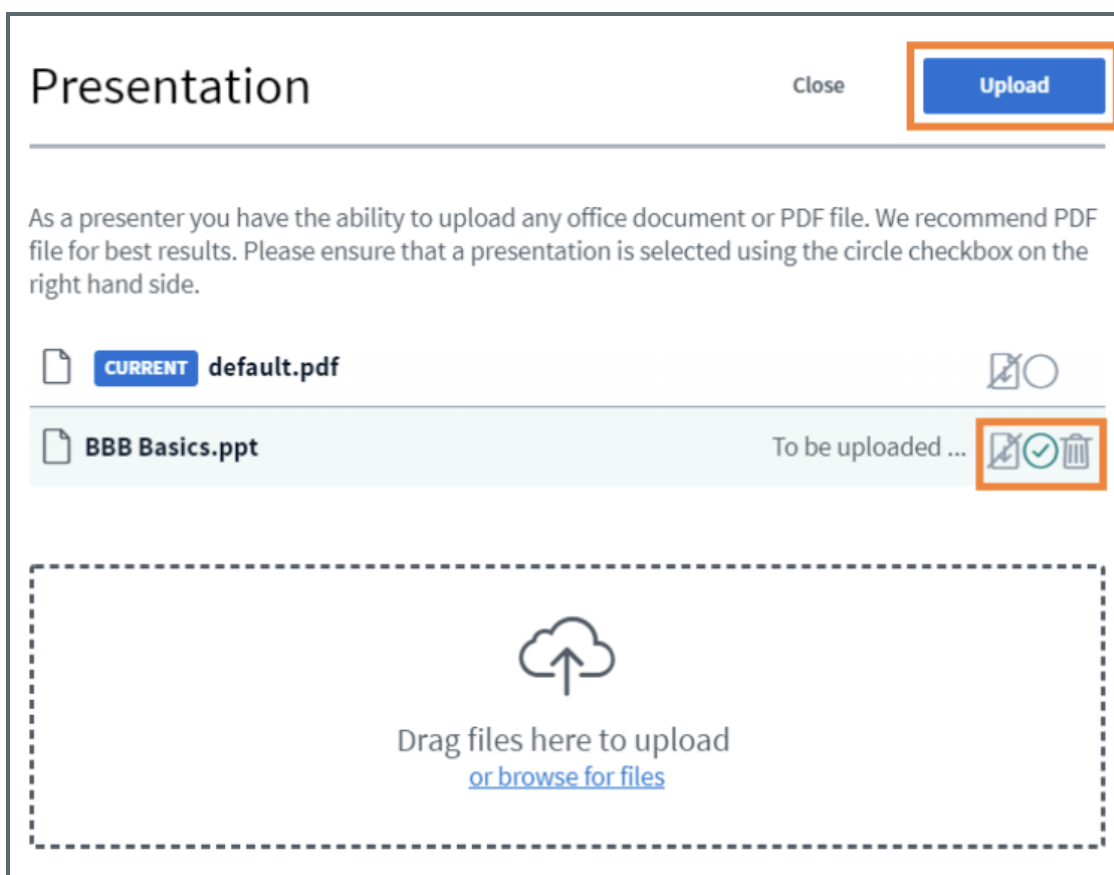 Presentation
Close
Upload
As a presenter you have the ability to upload any office document or PDF file. We recommend PDF
file for best results. Please ensure that a presentation is selected using the circle checkbox on the
right hand side.
CURRENT default.pdf
BBB Basics.ppt
To be uploaded ...
Drag files here to upload
or browse for files